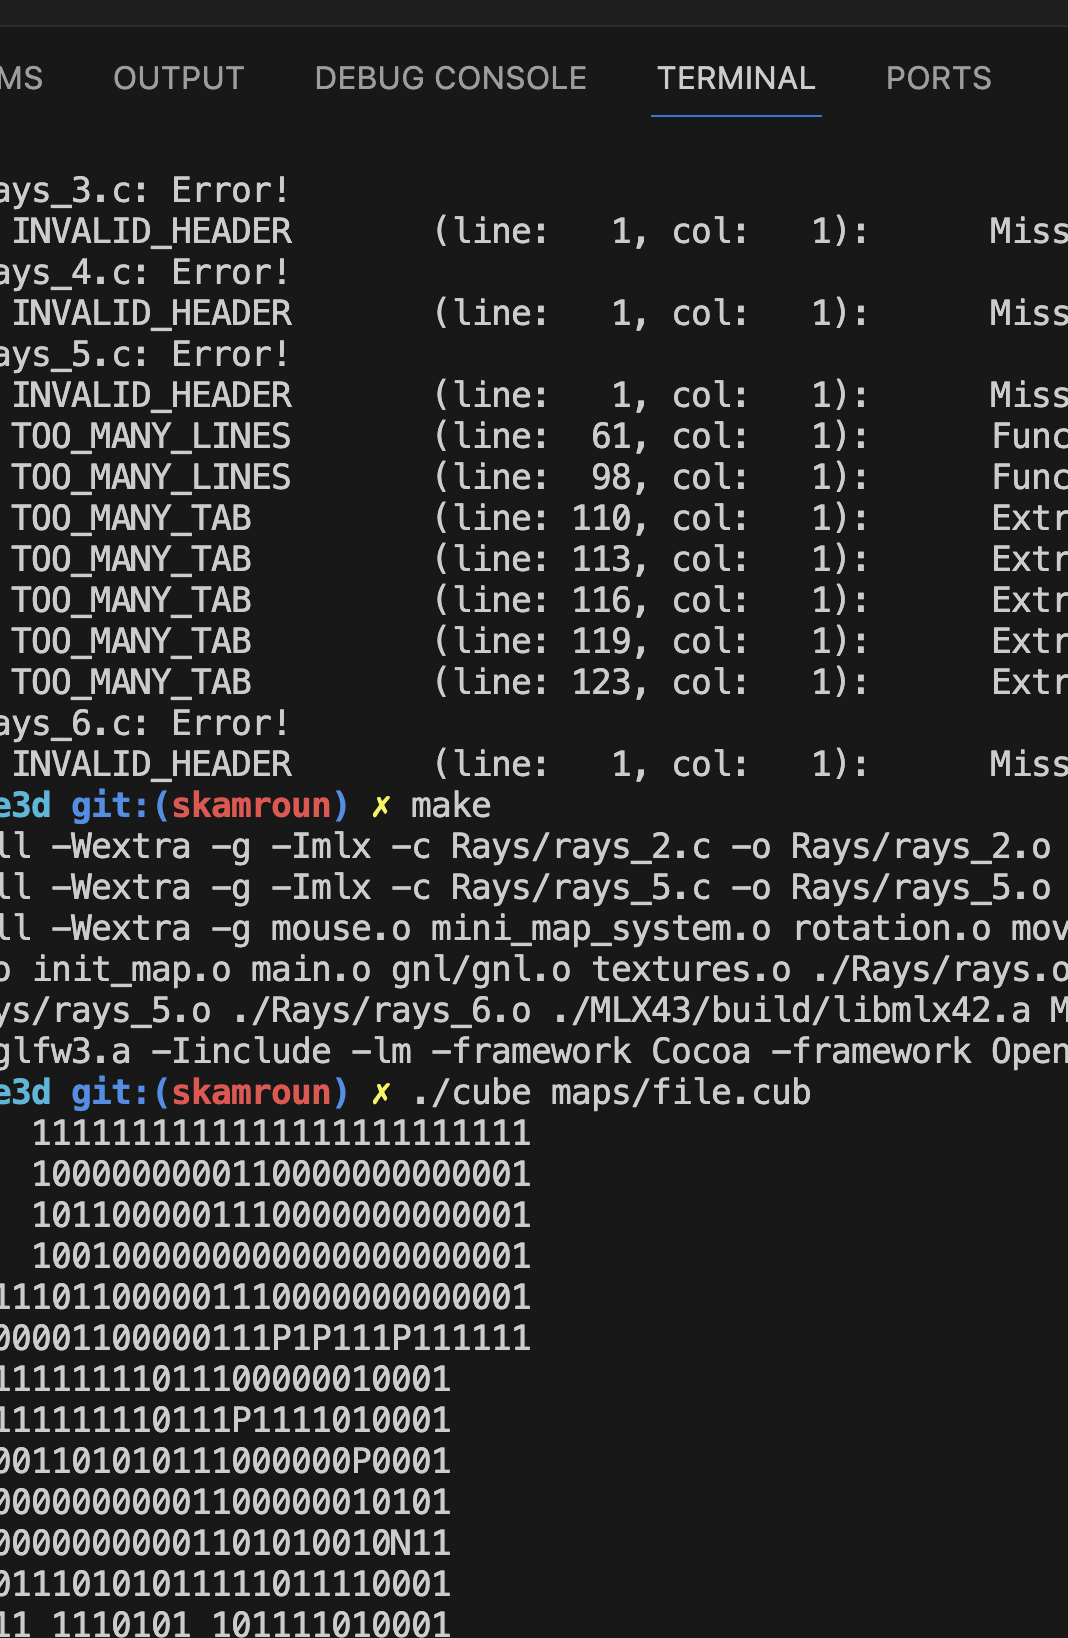 MS OUTPUT DEBUG CONSOLE TERMINAL PORTS
ays_3.c: Error!
INVALID_HEADER (line: 1, col: 1): Miss
ays_4.c: Error!
INVALID_HEADER (line: 1, col: 1): Miss
ays_5.c: Error!
INVALID_HEADER (line: 1, col: 1): Miss
TOO_MANY_LINES (line: 61, col: 1): Func
TOO_MANY_LINES (line: 98, col: 1): Func
TOO_MANY_TAB (line: 110, col: 1): Extr
TOO_MANY_TAB (line: 113, col: 1): Extr
TOO_MANY_TAB (line: 116, col: 1): Extr
TOO_MANY_TAB (line: 119, col: 1): Extr
TOO_MANY_TAB (line: 123, col: 1): Extr
ays_6.c: Error!
INVALID_HEADER (line: 1, col: 1): Miss
e3d git:(skamroun) ✗ make
ll -Wextra -g -Imlx -c Rays/rays_2.c -o Rays/rays_2.o
ll -Wextra -g -Imlx -c Rays/rays_5.c -o Rays/rays_5.o
ll -Wextra -g mouse.o mini_map_system.o rotation.o mov
o init_map.o main.o gnl/gnl.o textures.o ./Rays/rays.o
ys/rays_5.o ./Rays/rays_6.o ./MLX43/build/libmlx42.a M
glfw3.a -Iinclude -lm -framework Cocoa -framework Open
e3d git:(skamroun) ✗ ./cube maps/file.cub
1111111111111111111111111
1000000000110000000000001
1011000001110000000000001
1001000000000000000000001
111011000001110000000000001
00001100000111P1P111P111111
11111111011100000010001
111111110111P1111010001
001101010111000000P0001
00000000001100000010101
00000000001101010010N11
01110101011111011110001
11 1110101 101111010001